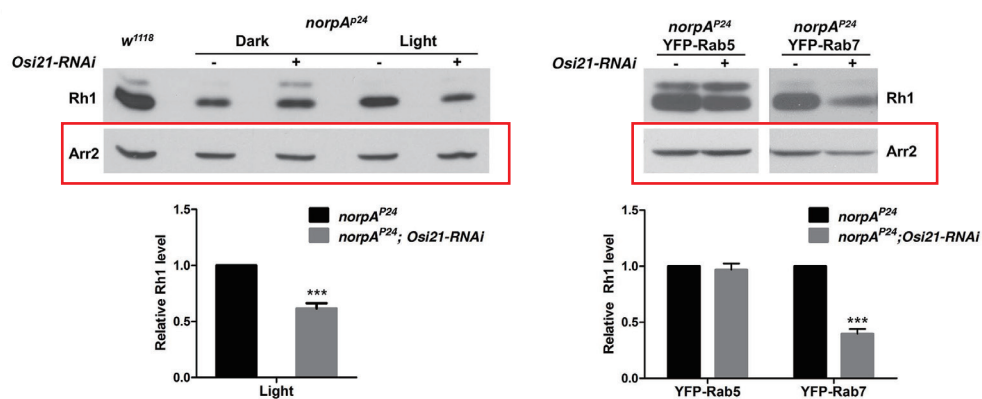 norpAᴾ²⁴
w¹¹¹⁸ Dark Light
Osi21-RNAi - + - +
Rh1
Arr2
norpAᴾ²⁴ norpAᴾ²⁴
YFP-Rab5 YFP-Rab7
Osi21-RNAi - + - +
Rh1
Arr2
1.5
1.0
0.5
0.0
Relative Rh1 level
norpAᴾ²⁴
norpAᴾ²⁴; Osi21-RNAi
***
Light
1.5
1.0
0.5
0.0
Relative Rh1 level
norpAᴾ²⁴
norpAᴾ²⁴;Osi21-RNAi
***
YFP-Rab5 YFP-Rab7